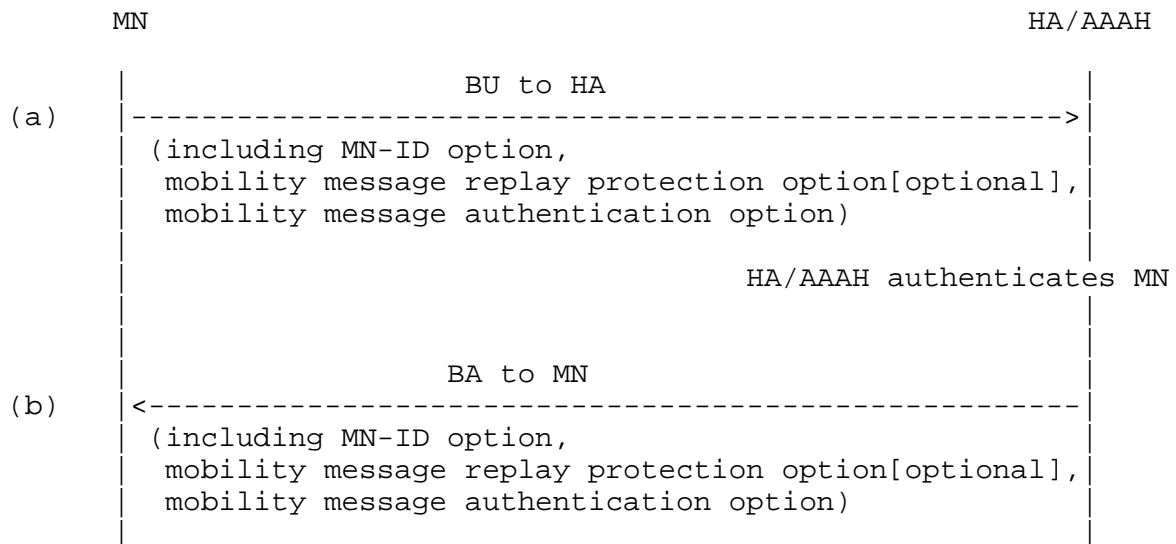 MN HA/AAAH
BU to HA
(a) |----------------------------------------------------->|
(including MN-ID option,
mobility message replay protection option[optional],
mobility message authentication option)
HA/AAAH authenticates MN
BA to MN
(b) |<-----------------------------------------------------|
(including MN-ID option,
mobility message replay protection option[optional],
mobility message authentication option)